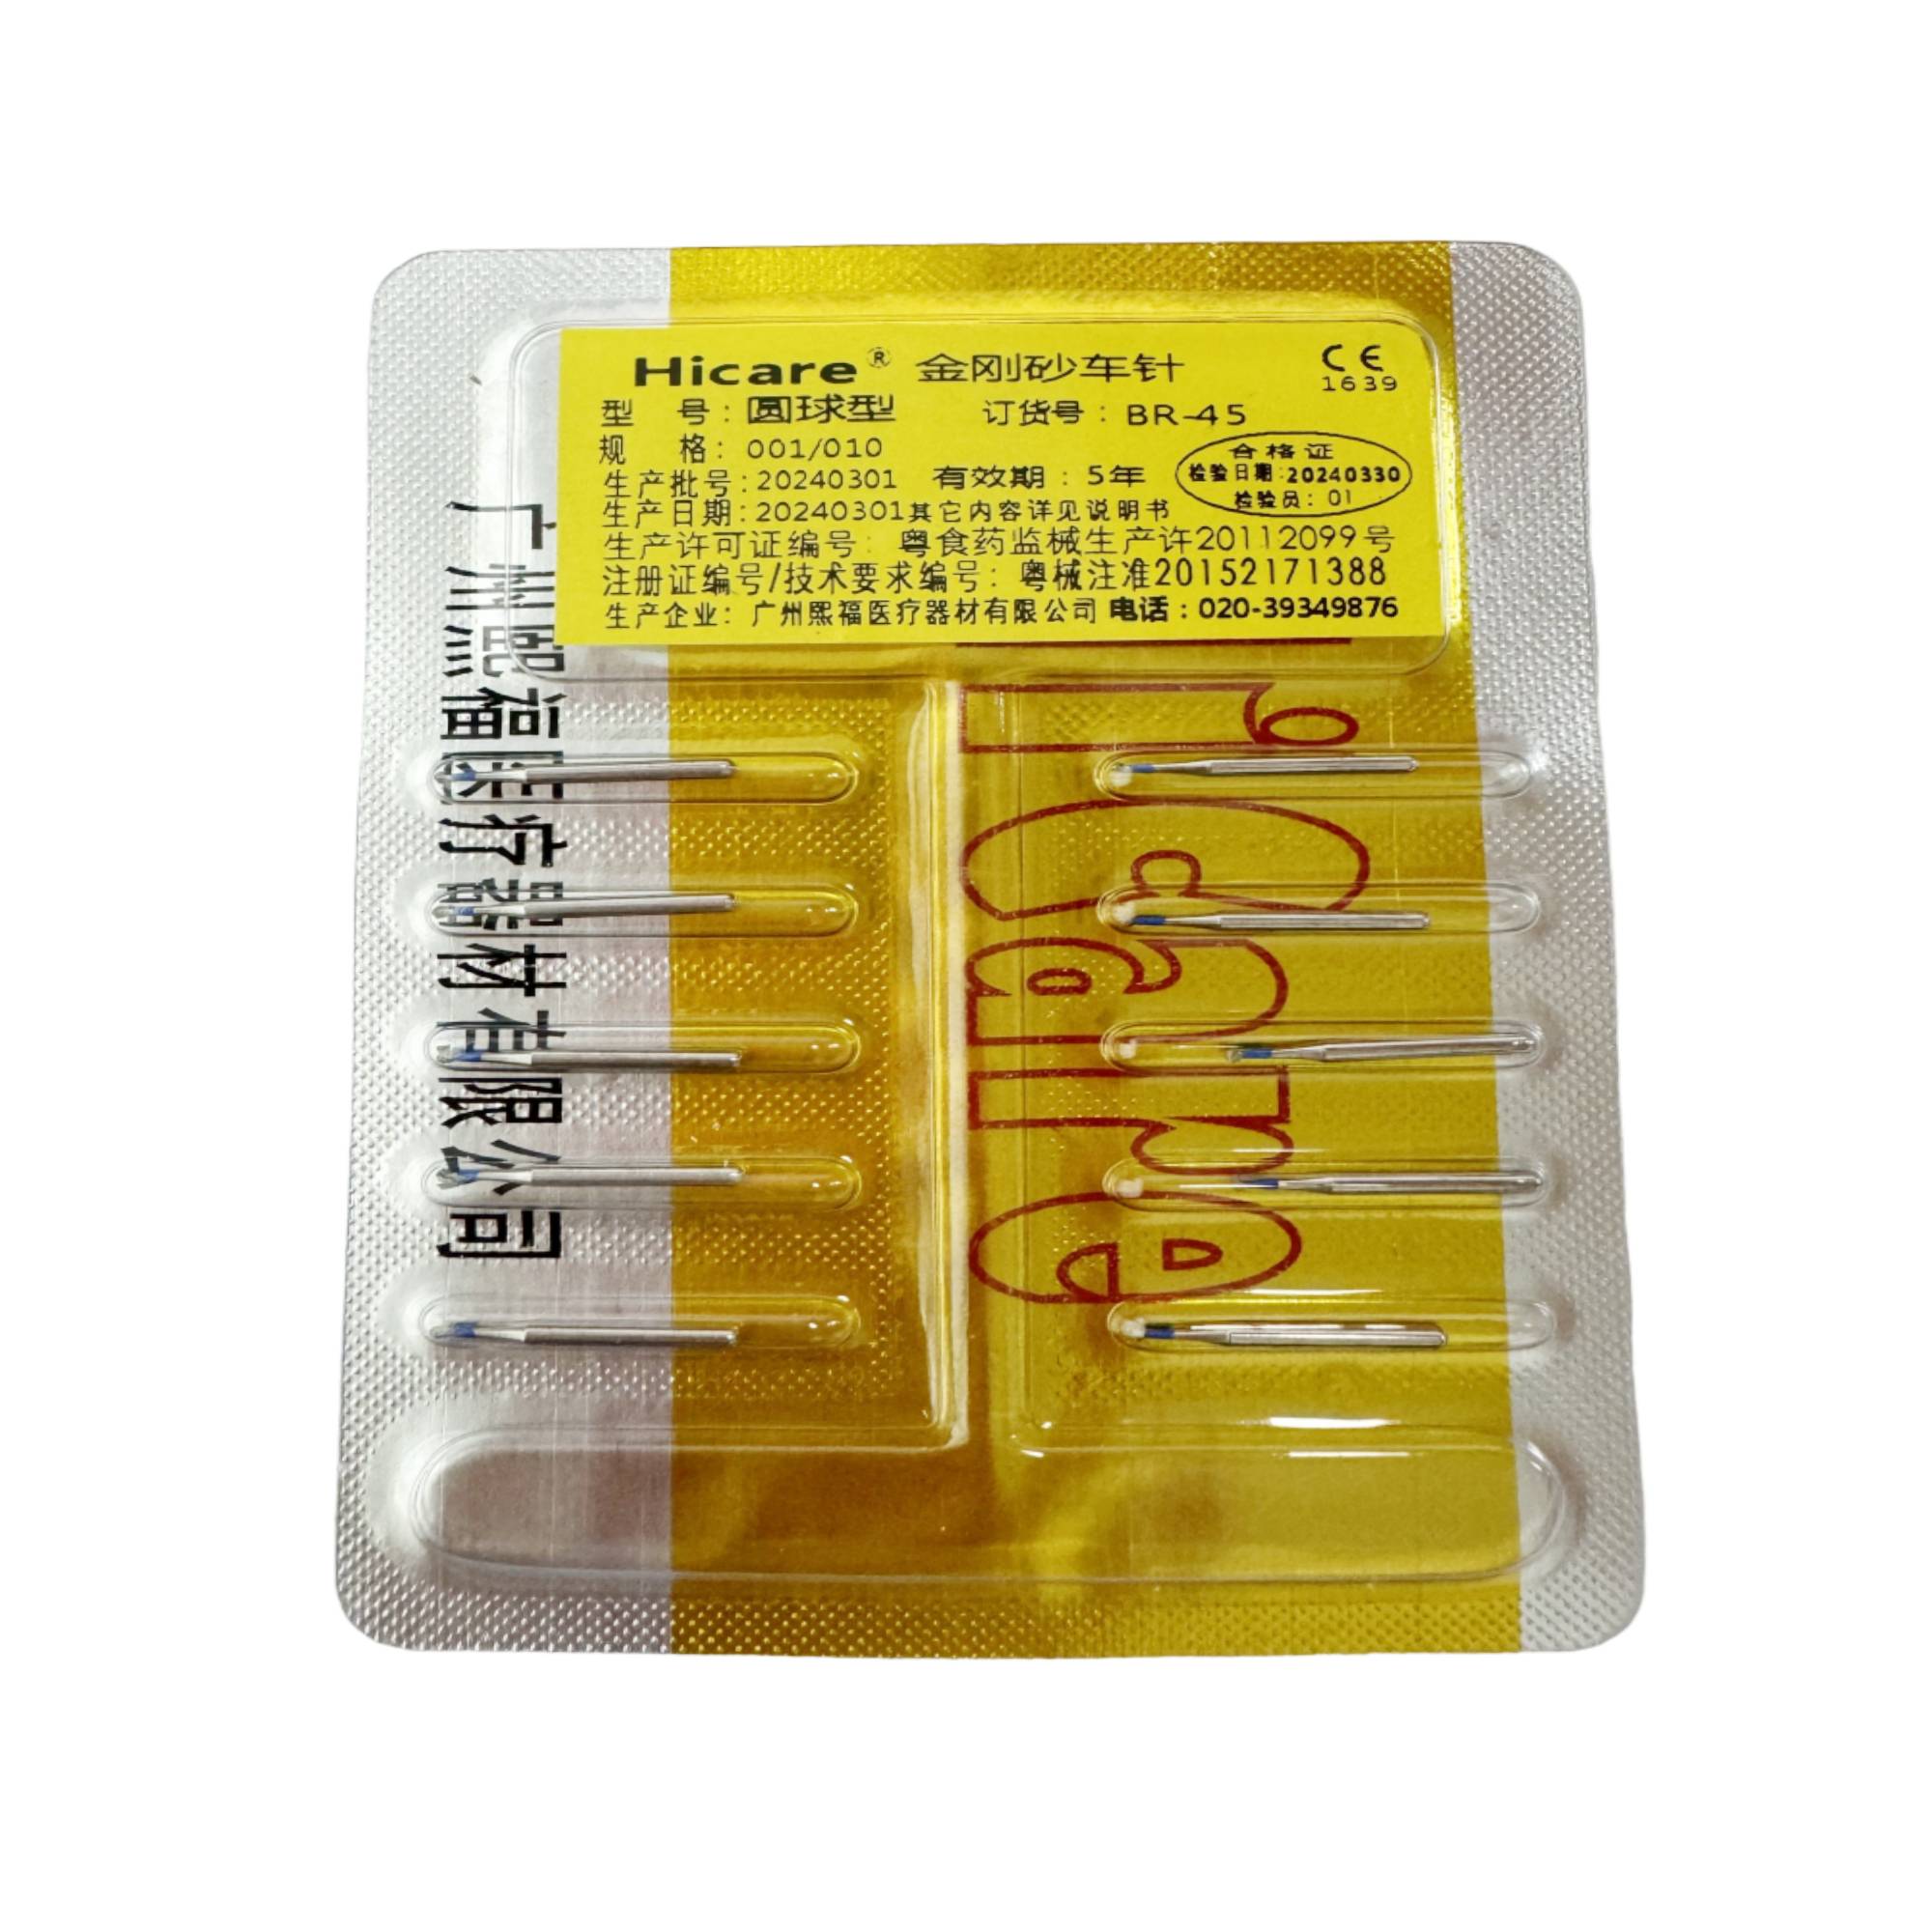 Hicare® 金刚砂车针
CE
1639
型 号：圆球型 订货号：BR-45
规 格：001/010
合格证
生产批号：20240301 有效期：5年
检验日期：20240330
检验员：01
生产日期：20240301其它内容详见说明书
生产许可证编号：粤食药监械生产许20112099号
注册证编号/技术要求编号：粤械注准20152171388
生产企业：广州熙福医疗器材有限公司 电话：020-39349876
广州熙福医疗器材有限公司